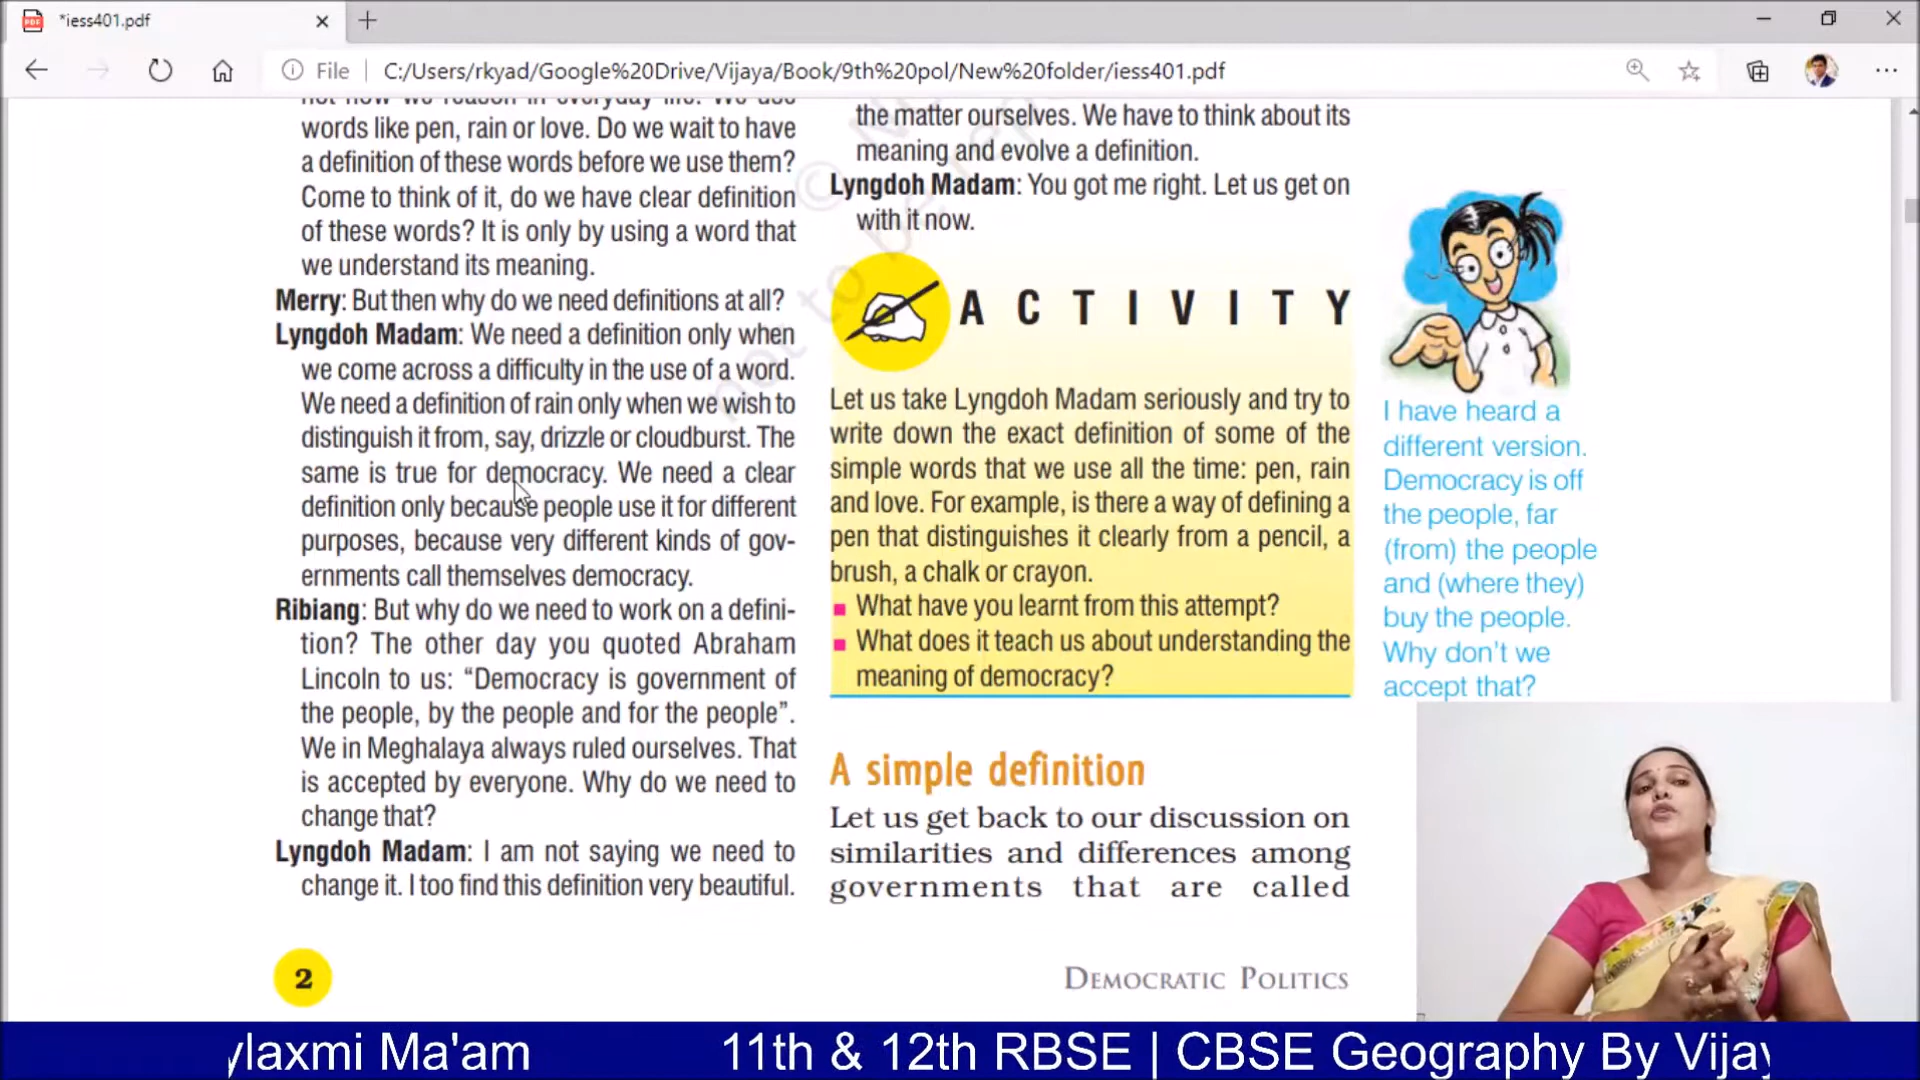 *iess401.pdf
File
C:/Users/rkyad/Google%20Drive/Vijaya/Book/9th%20pol/New%20folder/iess401.pdf
not how we reason in everyday life. We use
words like pen, rain or love. Do we wait to have
a definition of these words before we use them?
Come to think of it, do we have clear definition
of these words? It is only by using a word that
we understand its meaning.
Merry: But then why do we need definitions at all?
Lyngdoh Madam: We need a definition only when
we come across a difficulty in the use of a word.
We need a definition of rain only when we wish to
distinguish it from, say, drizzle or cloudburst. The
same is true for democracy. We need a clear
definition only because people use it for different
purposes, because very different kinds of gov-
ernments call themselves democracy.
Ribiang: But why do we need to work on a defini-
tion? The other day you quoted Abraham
Lincoln to us: “Democracy is government of
the people, by the people and for the people”.
We in Meghalaya always ruled ourselves. That
is accepted by everyone. Why do we need to
change that?
Lyngdoh Madam: I am not saying we need to
change it. I too find this definition very beautiful.
2
the matter ourselves. We have to think about its
meaning and evolve a definition.
Lyngdoh Madam: You got me right. Let us get on
with it now.
ACTIVITY
Let us take Lyngdoh Madam seriously and try to
write down the exact definition of some of the
simple words that we use all the time: pen, rain
and love. For example, is there a way of defining a
pen that distinguishes it clearly from a pencil, a
brush, a chalk or crayon.
What have you learnt from this attempt?
What does it teach us about understanding the
meaning of democracy?
A simple definition
Let us get back to our discussion on
similarities and differences among
governments that are called
Democratic Politics
I have heard a
different version.
Democracy is off
the people, far
(from) the people
and (where they)
buy the people.
Why don’t we
accept that?
ylaxmi Ma'am 11th & 12th RBSE | CBSE Geography By Vijay